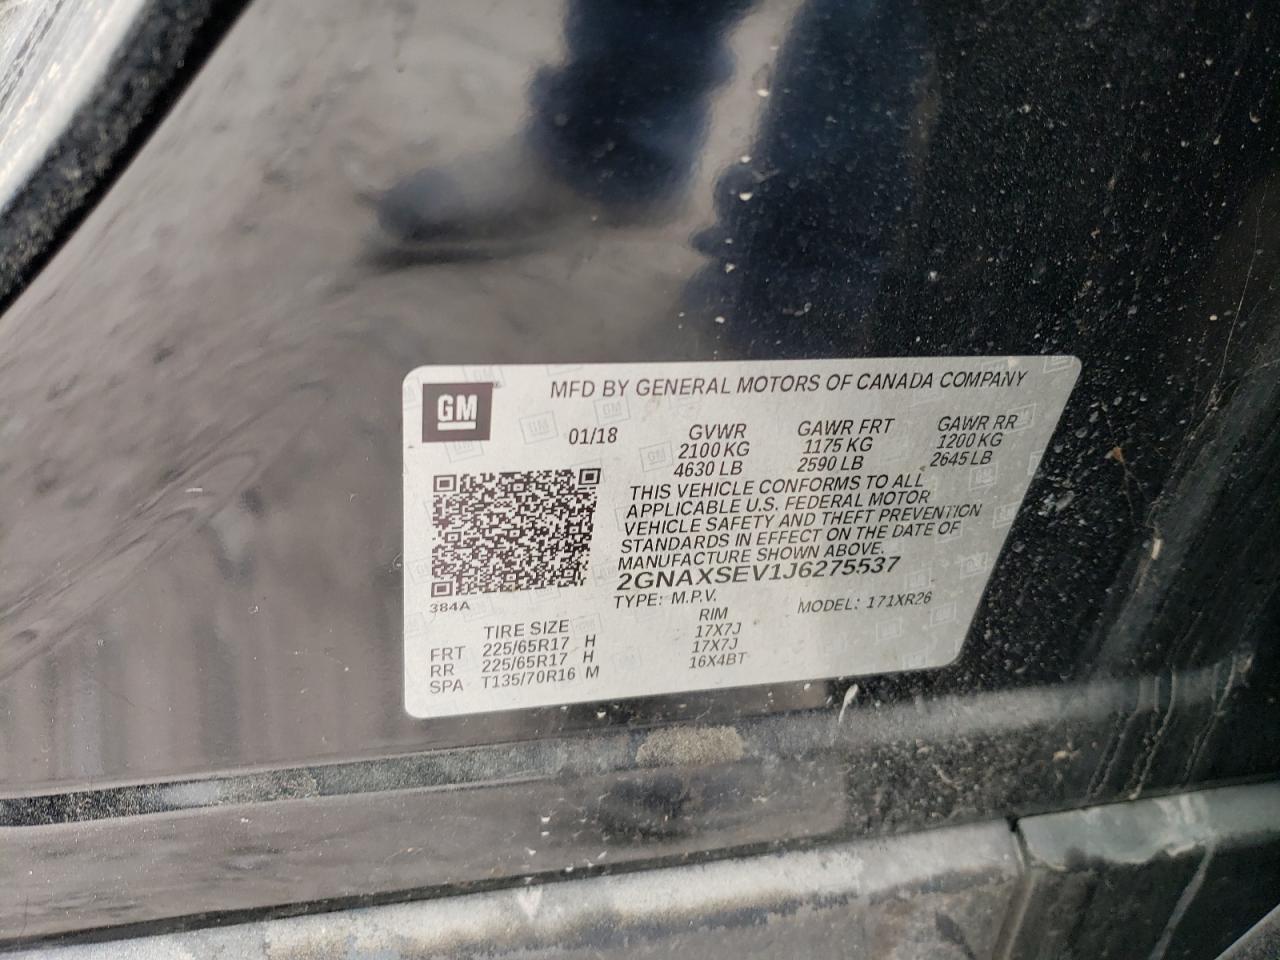 GM
MFD BY GENERAL MOTORS OF CANADA COMPANY
01/18 GVWR GAWR FRT GAWR RR
2100 KG 1175 KG 1200 KG
4630 LB 2590 LB 2645 LB
THIS VEHICLE CONFORMS TO ALL
APPLICABLE U.S. FEDERAL MOTOR
VEHICLE SAFETY AND THEFT PREVENTION
STANDARDS IN EFFECT ON THE DATE OF
MANUFACTURE SHOWN ABOVE.
2GNAXSEV1J6275537
384A TYPE: M.P.V. MODEL: 171XR26
TIRE SIZE RIM
FRT 225/65R17 H 17X7J
RR 225/65R17 H 17X7J
SPA T135/70R16 M 16X4BT